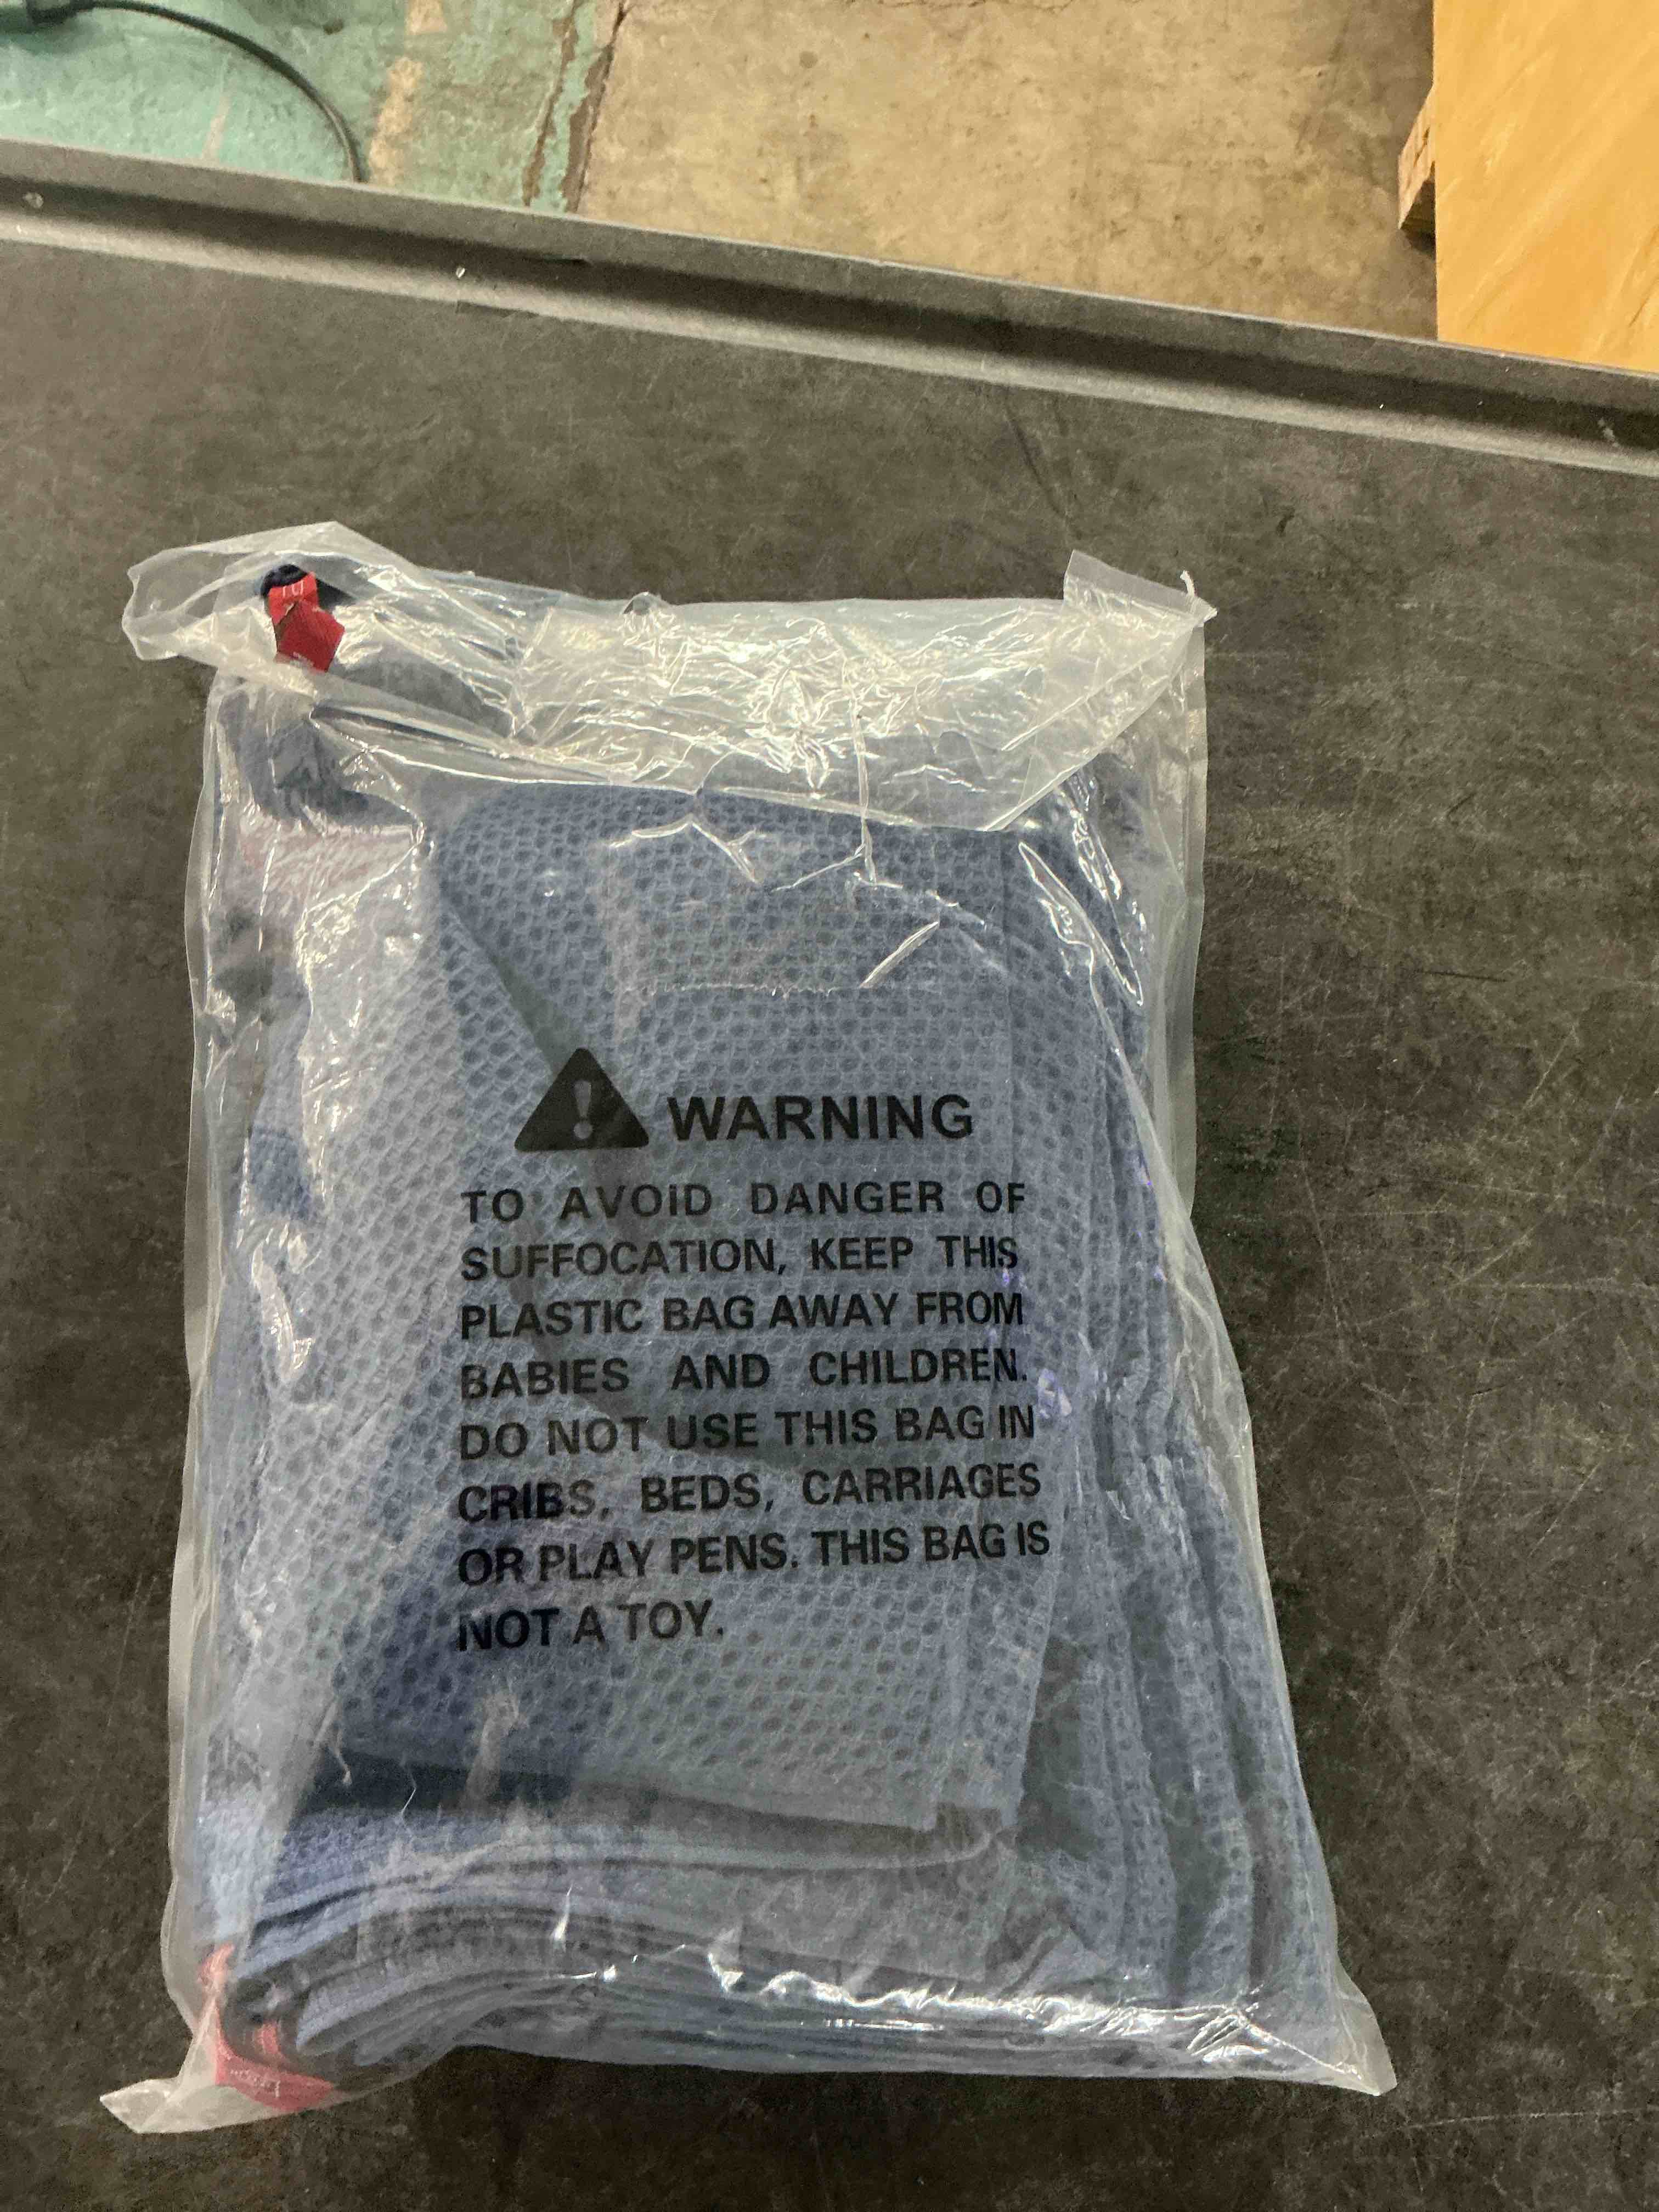 WARNING
TO AVOID DANGER OF
SUFFOCATION, KEEP THIS
PLASTIC BAG AWAY FROM
BABIES AND CHILDREN.
DO NOT USE THIS BAG IN
CRIBS, BEDS, CARRIAGES
OR PLAY PENS. THIS BAG IS
NOT A TOY.